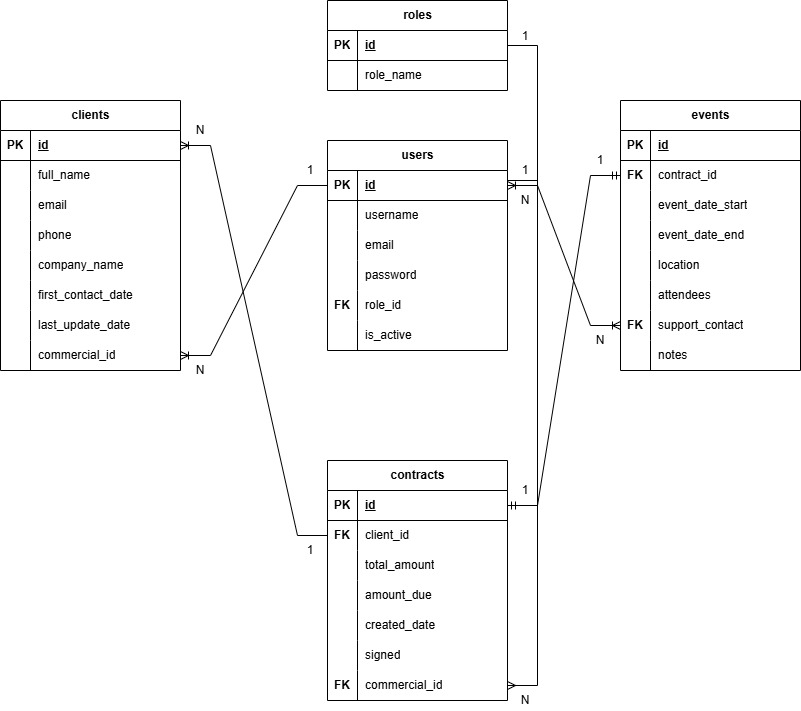 roles
PK id
role_name
1
clients
PK id
full_name
email
phone
company_name
first_contact_date
last_update_date
commercial_id
N
N
users
PK id
username
email
password
FK role_id
is_active
1
1
N
events
PK id
FK contract_id
event_date_start
event_date_end
location
attendees
FK support_contact
notes
1
N
contracts
PK id
FK client_id
total_amount
amount_due
created_date
signed
FK commercial_id
1
1
N